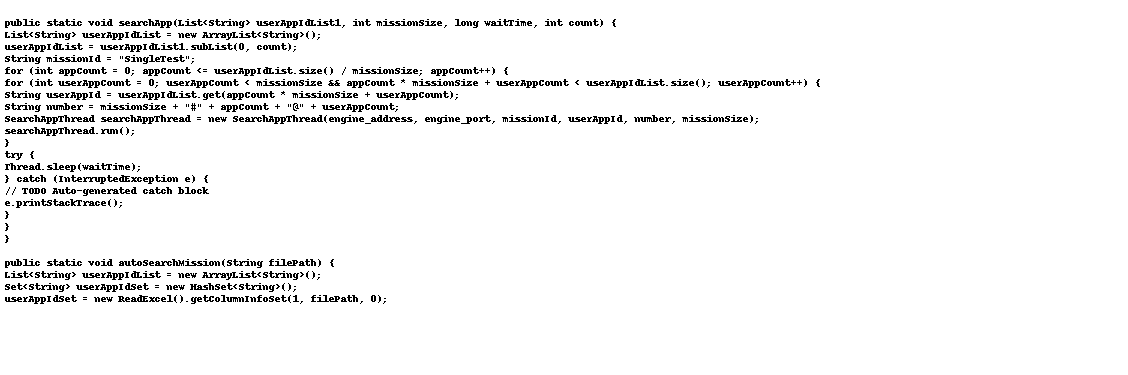 public static void searchApp(List<String> userAppIdList1, int missionSize, long waitTime, int count) {
List<String> userAppIdList = new ArrayList<String>();
userAppIdList = userAppIdList1.subList(0, count);
String missionId = "SingleTest";
for (int appCount = 0; appCount <= userAppIdList.size() / missionSize; appCount++) {
for (int userAppCount = 0; userAppCount < missionSize && appCount * missionSize + userAppCount < userAppIdList.size(); userAppCount++) {
String userAppId = userAppIdList.get(appCount * missionSize + userAppCount);
String number = missionSize + "#" + appCount + "@" + userAppCount;
SearchAppThread searchAppThread = new SearchAppThread(engine_address, engine_port, missionId, userAppId, number, missionSize);
searchAppThread.run();
}
try {
Thread.sleep(waitTime);
} catch (InterruptedException e) {
// TODO Auto-generated catch block
e.printStackTrace();
}
}
}
public static void autoSearchMission(String filePath) {
List<String> userAppIdList = new ArrayList<String>();
Set<String> userAppIdSet = new HashSet<String>();
userAppIdSet = new ReadExcel().getColumnInfoSet(1, filePath, 0);